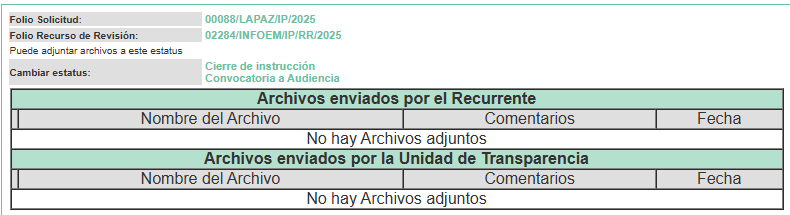 Folio Solicitud: 00088/LAPAZ/IP/2025
Folio Recurso de Revisión: 02284/INFOEM/IP/RR/2025
Puede adjuntar archivos a este estatus
Cambiar estatus: Cierre de instrucción
Convocatoria a Audiencia
Archivos enviados por el Recurrente
Nombre del Archivo Comentarios Fecha
No hay Archivos adjuntos
Archivos enviados por la Unidad de Transparencia
Nombre del Archivo Comentarios Fecha
No hay Archivos adjuntos